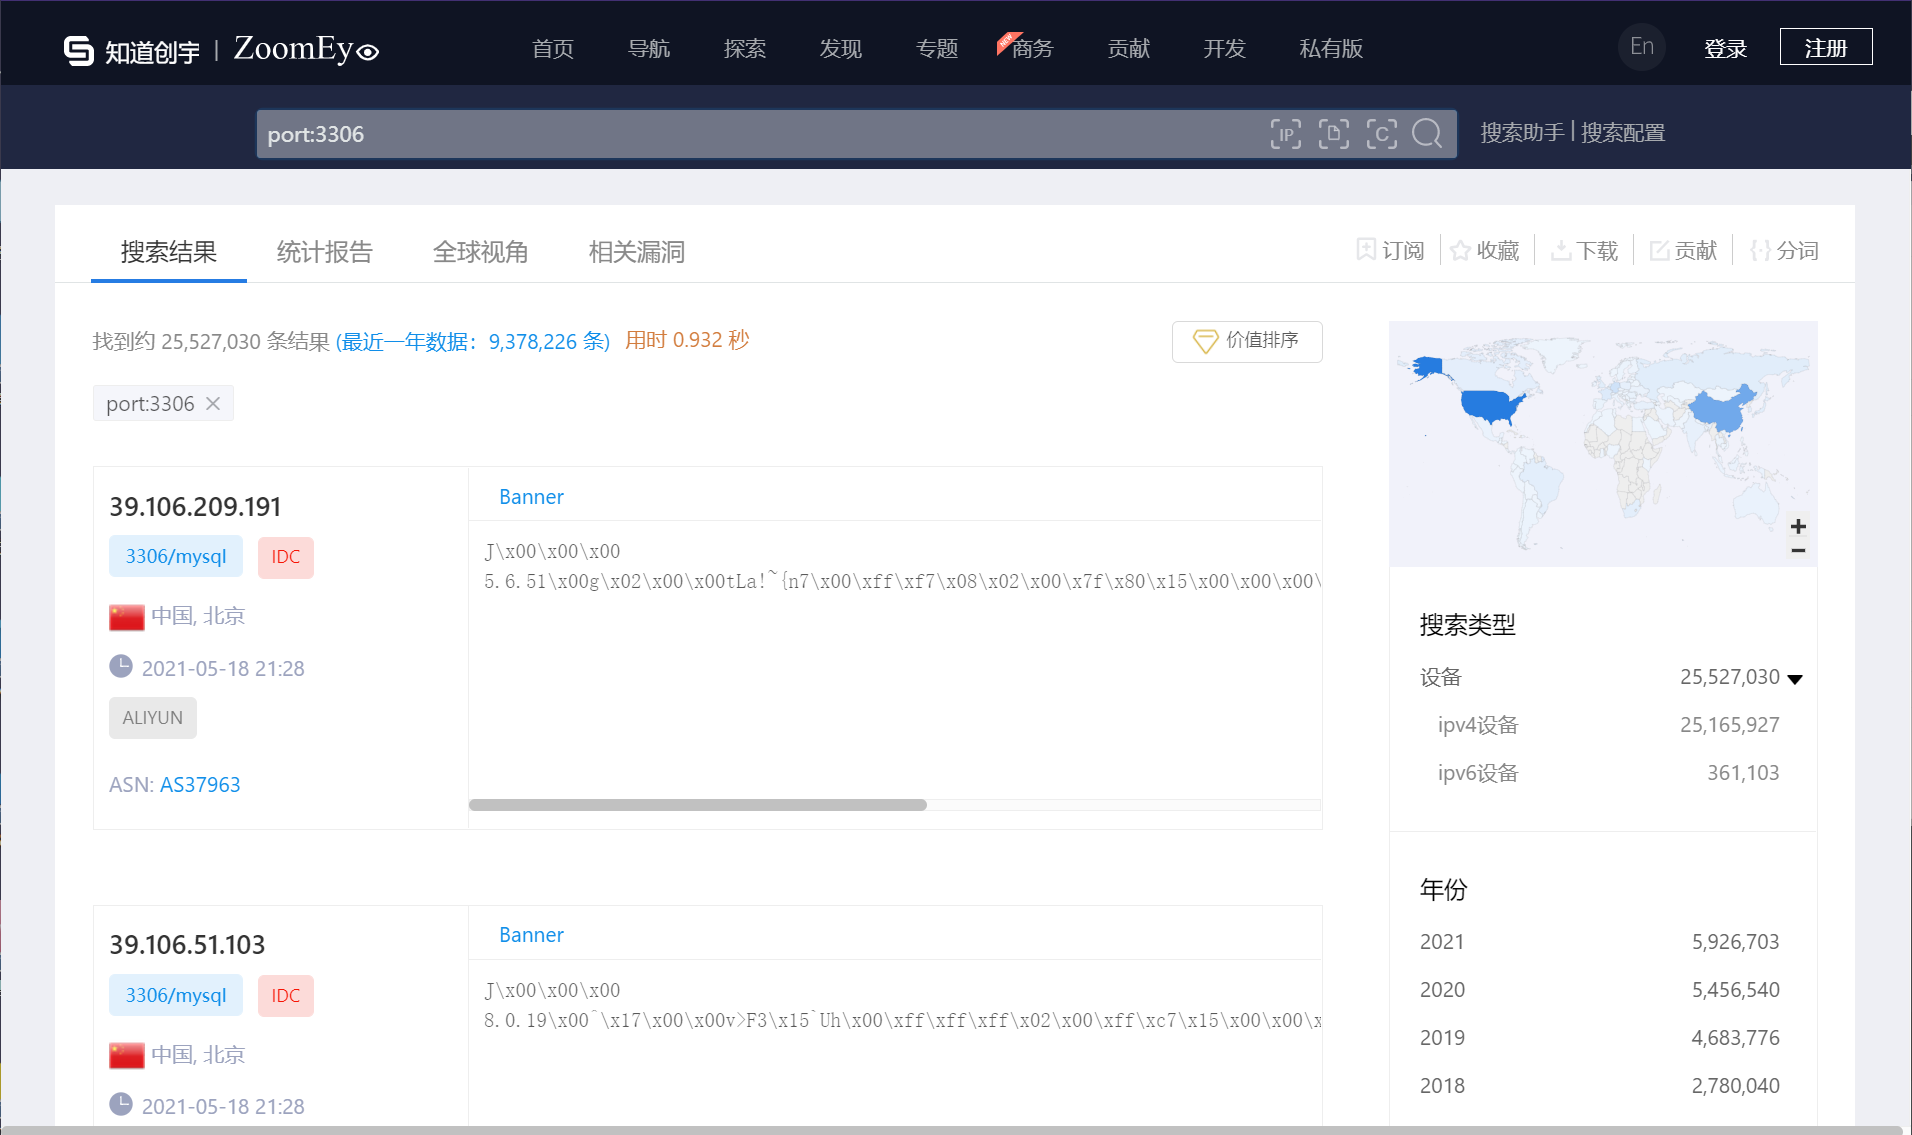 知道创宇 | ZoomEye
首页 导航 探索 发现 专题 NEW 商务 贡献 开发 私有版 En 登录 注册
port:3306 IP C 搜索助手 | 搜索配置
搜索结果 统计报告 全球视角 相关漏洞 订阅 收藏 下载 贡献 分词
找到约 25,527,030 条结果 (最近一年数据：9,378,226 条) 用时 0.932 秒 价值排序
port:3306
39.106.209.191
3306/mysql IDC
中国, 北京
2021-05-18 21:28
ALIYUN
ASN: AS37963
Banner
J\x00\x00\x00
5.6.51\x00g\x02\x00\x00tLa!~{n7\x00\xff\xf7\x08\x02\x00\x7f\x80\x15\x00\x00\x00\
39.106.51.103
3306/mysql IDC
中国, 北京
2021-05-18 21:28
Banner
J\x00\x00\x00
8.0.19\x00^\x17\x00\x00v>F3\x15`Uh\x00\xff\xff\xff\x02\x00\xff\xc7\x15\x00\x00\x
+
−
搜索类型
设备 25,527,030
ipv4设备 25,165,927
ipv6设备 361,103
年份
2021 5,926,703
2020 5,456,540
2019 4,683,776
2018 2,780,040